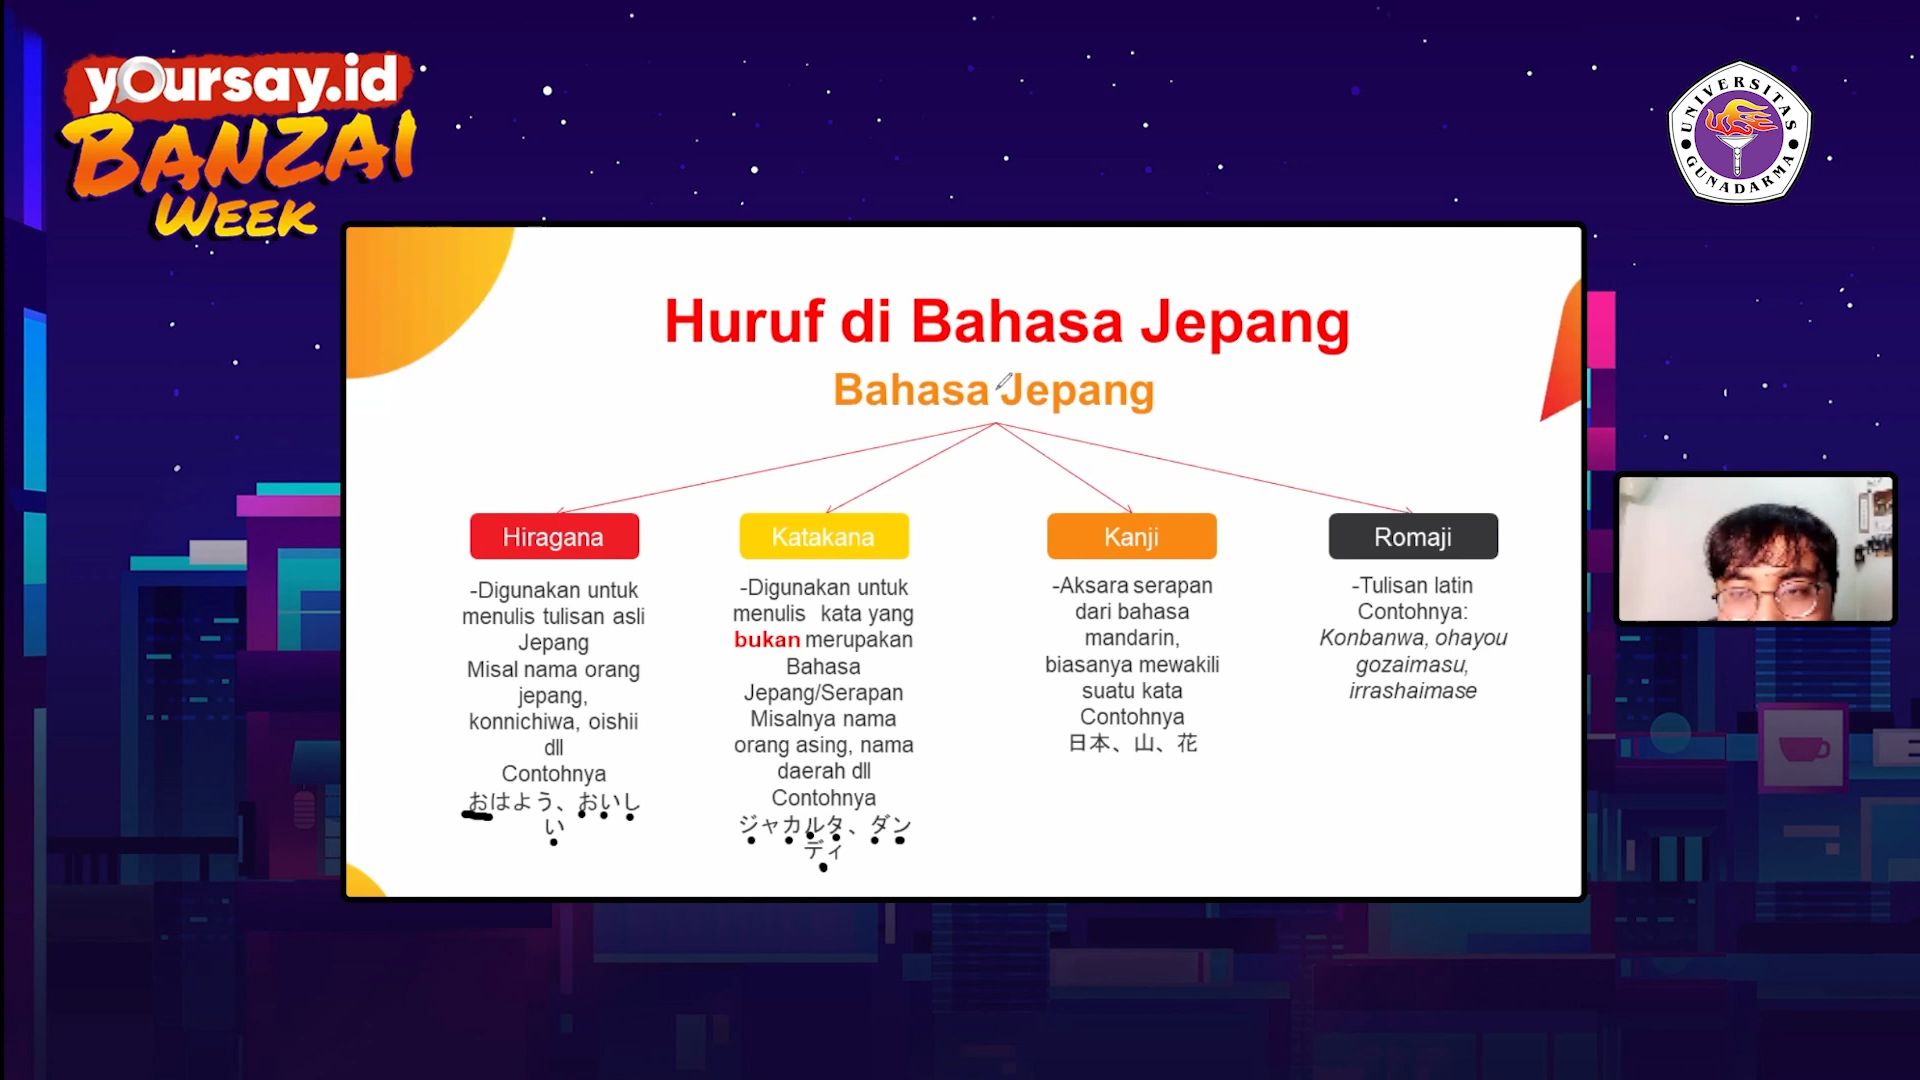 yoursay.id
BANZAI
WEEK
UNIVERSITAS
GUNADARMA
Huruf di Bahasa Jepang
Bahasa Jepang
Hiragana
-Digunakan untuk
menulis tulisan asli
Jepang
Misal nama orang
jepang,
konnichiwa, oishii
dll
Contohnya
おはよう、おいし
い
Katakana
-Digunakan untuk
menulis kata yang
bukan merupakan
Bahasa
Jepang/Serapan
Misalnya nama
orang asing, nama
daerah dll
Contohnya
ジャカルタ、ダン
ディ
Kanji
-Aksara serapan
dari bahasa
mandarin,
biasanya mewakili
suatu kata
Contohnya
日本、山、花
Romaji
-Tulisan latin
Contohnya:
Konbanwa, ohayou
gozaimasu,
irrashaimase